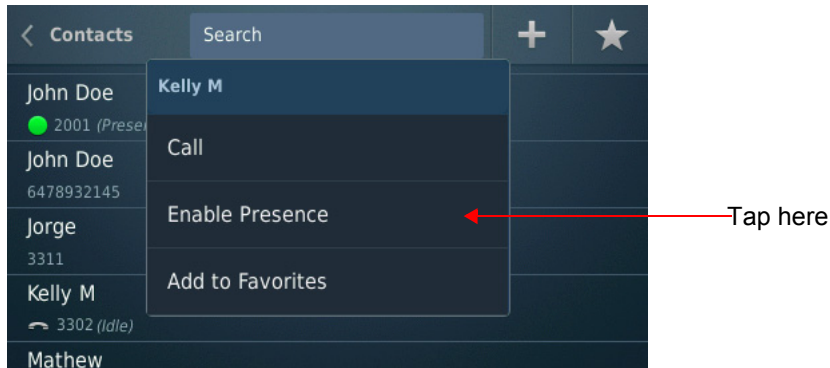 Contacts
Search
Kelly M
John Doe
2001 (Presen
Call
John Doe
6478932145
Enable Presence
Tap here
Jorge
3311
Add to Favorites
Kelly M
3302 (Idle)
Mathew